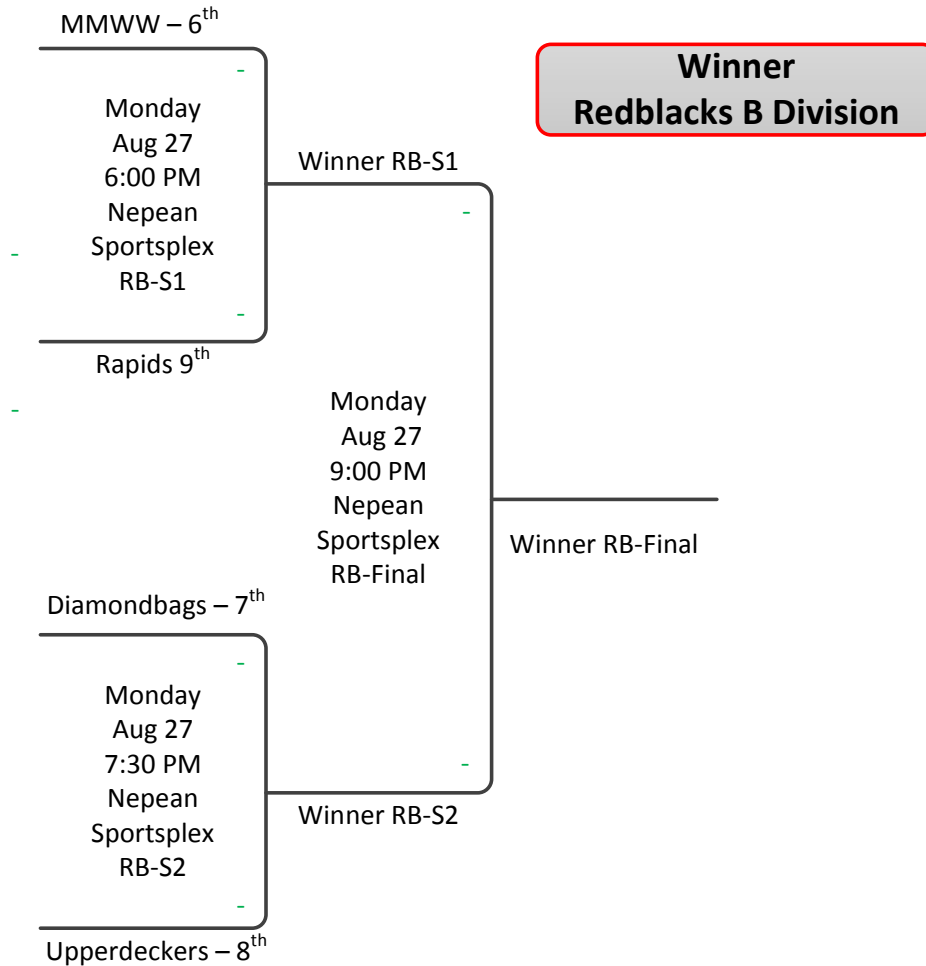 MMWW – 6th
-
Monday
Aug 27
6:00 PM
Nepean
Sportsplex
RB-S1
-
-
Rapids 9th
-
Winner
Redblacks B Division
Winner RB-S1
-
Monday
Aug 27
9:00 PM
Nepean
Sportsplex
RB-Final
Winner RB-Final
Diamondbags – 7th
-
Monday
Aug 27
7:30 PM
Nepean
Sportsplex
RB-S2
-
Upperdeckers – 8th
-
Winner RB-S2